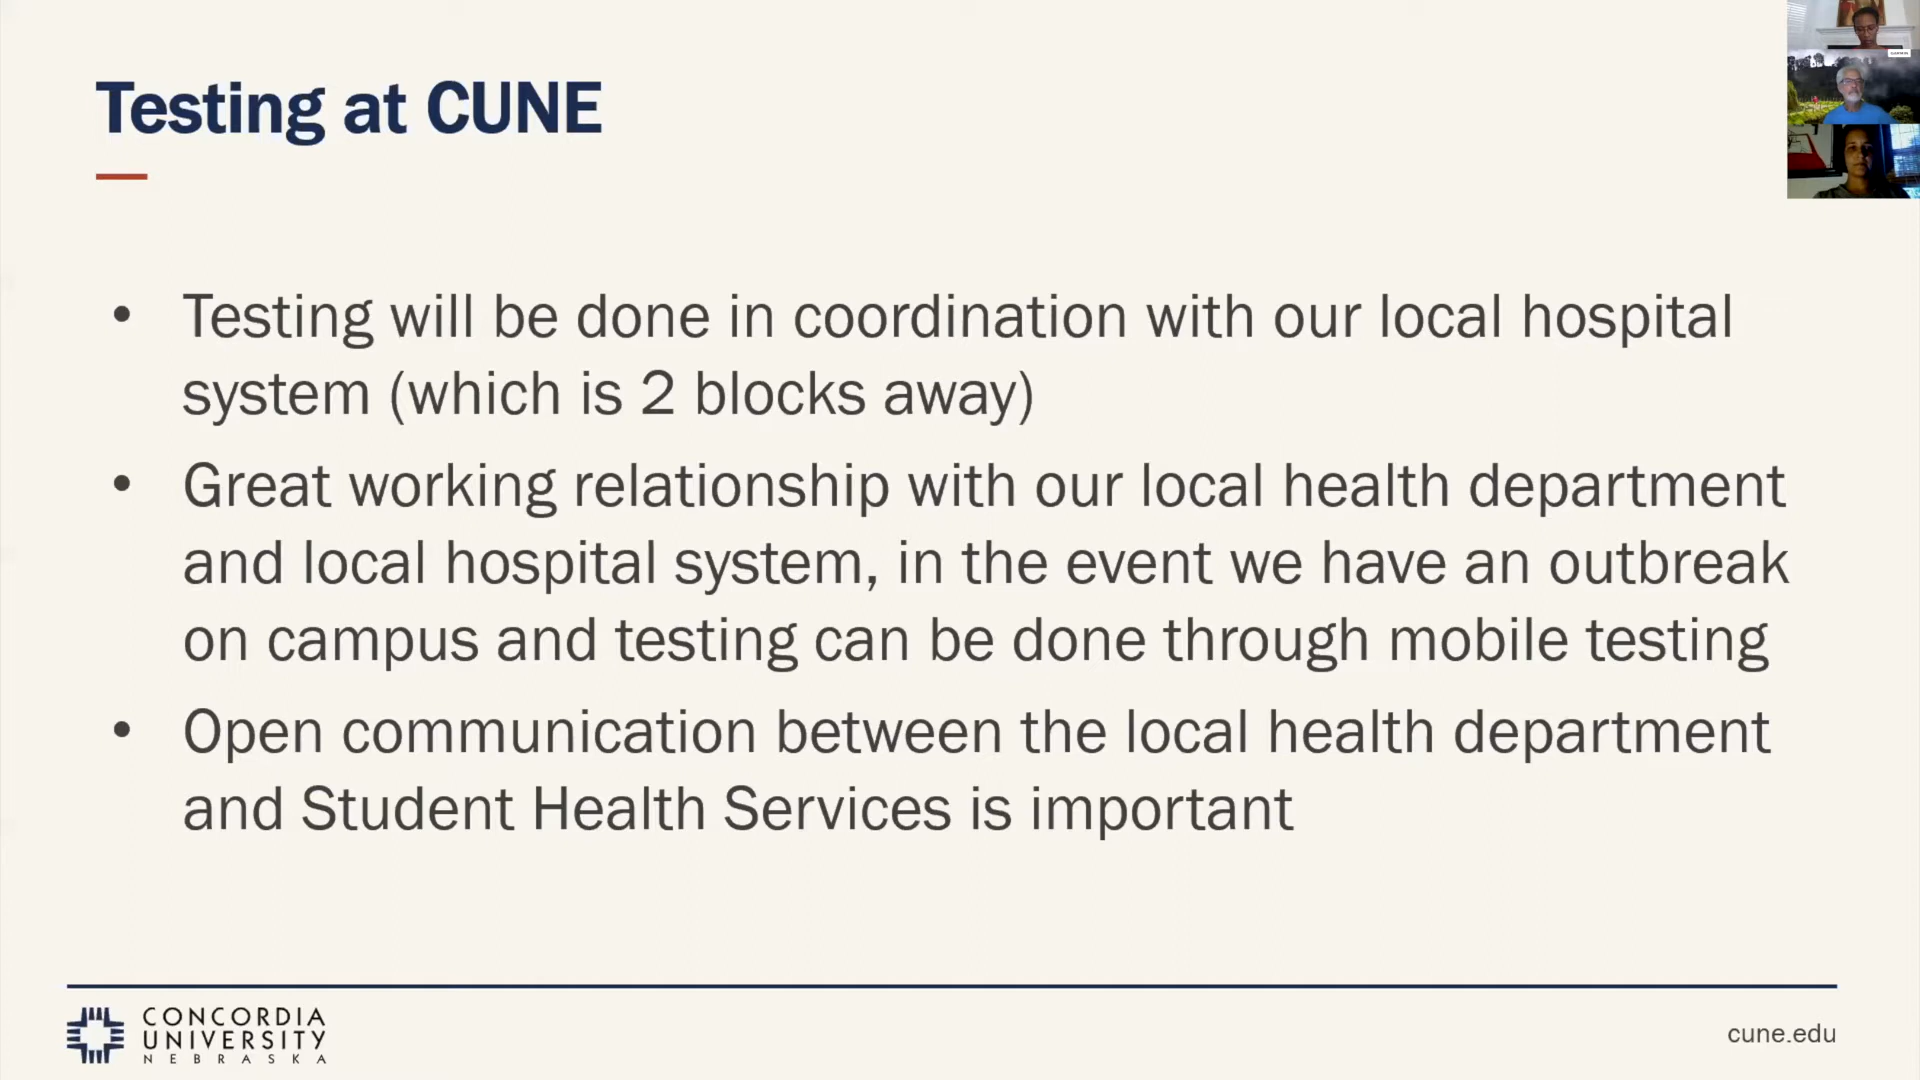 Testing at CUNE
• Testing will be done in coordination with our local hospital
system (which is 2 blocks away)
• Great working relationship with our local health department
and local hospital system, in the event we have an outbreak
on campus and testing can be done through mobile testing
• Open communication between the local health department
and Student Health Services is important
CONCORDIA
UNIVERSITY
NEBRASKA
cune.edu